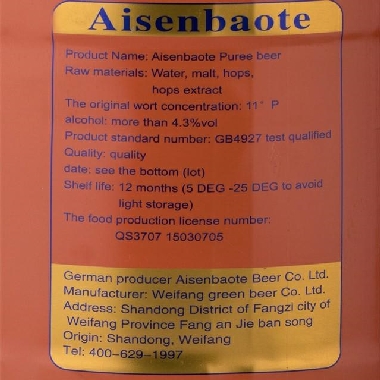 Aisenbaote
Product Name: Aisenbaote Puree beer
Raw materials: Water, malt, hops,
hops extract
The original wort concentration: 11° P
alcohol: more than 4.3%vol
Product standard number: GB4927 test qualified
Quality: quality
date: see the bottom (lot)
Shelf life: 12 months (5 DEG -25 DEG to avoid
light storage)
The food production license number:
QS3707 15030705
German producer Aisenbaote Beer Co. Ltd.
Manufacturer: Weifang green beer Co. Ltd.
Address: Shandong District of Fangzi city of
Weifang Province Fang an Jie ban song
Origin: Shandong, Weifang
Tel: 400-629-1997